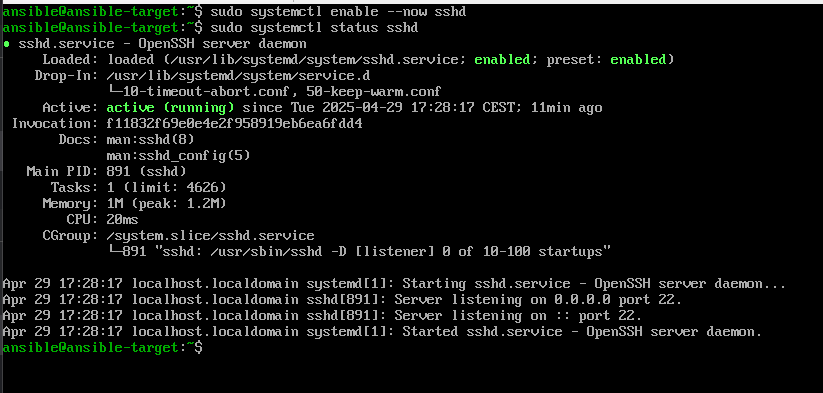 ansible@ansible-target:~$ sudo systemctl enable --now sshd
ansible@ansible-target:~$ sudo systemctl status sshd
● sshd.service - OpenSSH server daemon
     Loaded: loaded (/usr/lib/systemd/system/sshd.service; enabled; preset: enabled)
    Drop-In: /usr/lib/systemd/system/service.d
             └─10-timeout-abort.conf, 50-keep-warm.conf
     Active: active (running) since Tue 2025-04-29 17:28:17 CEST; 11min ago
 Invocation: f11832f69e0e4e2f958919eb6ea6fdd4
       Docs: man:sshd(8)
             man:sshd_config(5)
   Main PID: 891 (sshd)
      Tasks: 1 (limit: 4626)
     Memory: 1M (peak: 1.2M)
        CPU: 20ms
     CGroup: /system.slice/sshd.service
             └─891 "sshd: /usr/sbin/sshd -D [listener] 0 of 10-100 startups"

Apr 29 17:28:17 localhost.localdomain systemd[1]: Starting sshd.service - OpenSSH server daemon...
Apr 29 17:28:17 localhost.localdomain sshd[891]: Server listening on 0.0.0.0 port 22.
Apr 29 17:28:17 localhost.localdomain sshd[891]: Server listening on :: port 22.
Apr 29 17:28:17 localhost.localdomain systemd[1]: Started sshd.service - OpenSSH server daemon.
ansible@ansible-target:~$